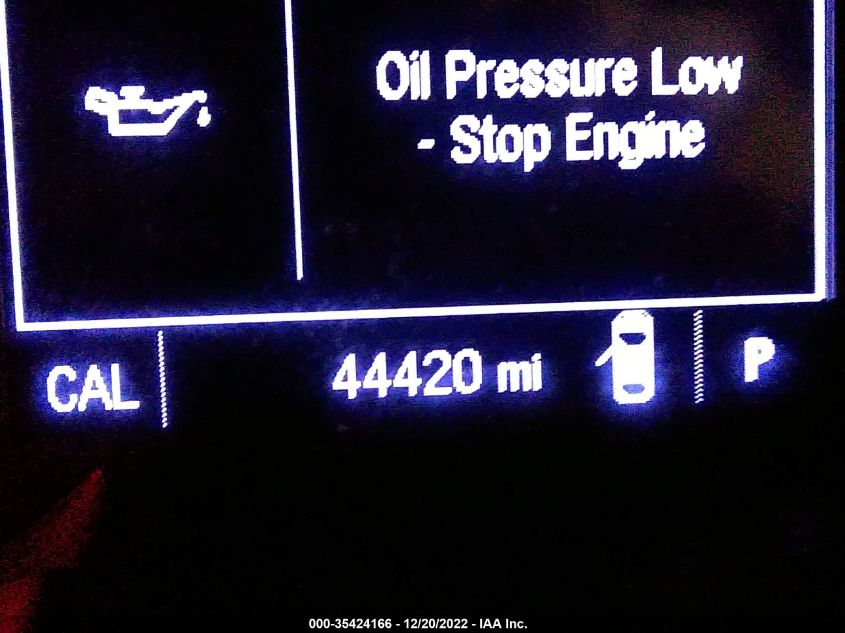 Oil Pressure Low
- Stop Engine
CAL 44420 mi P
000-35424166 - 12/20/2022 - IAA Inc.